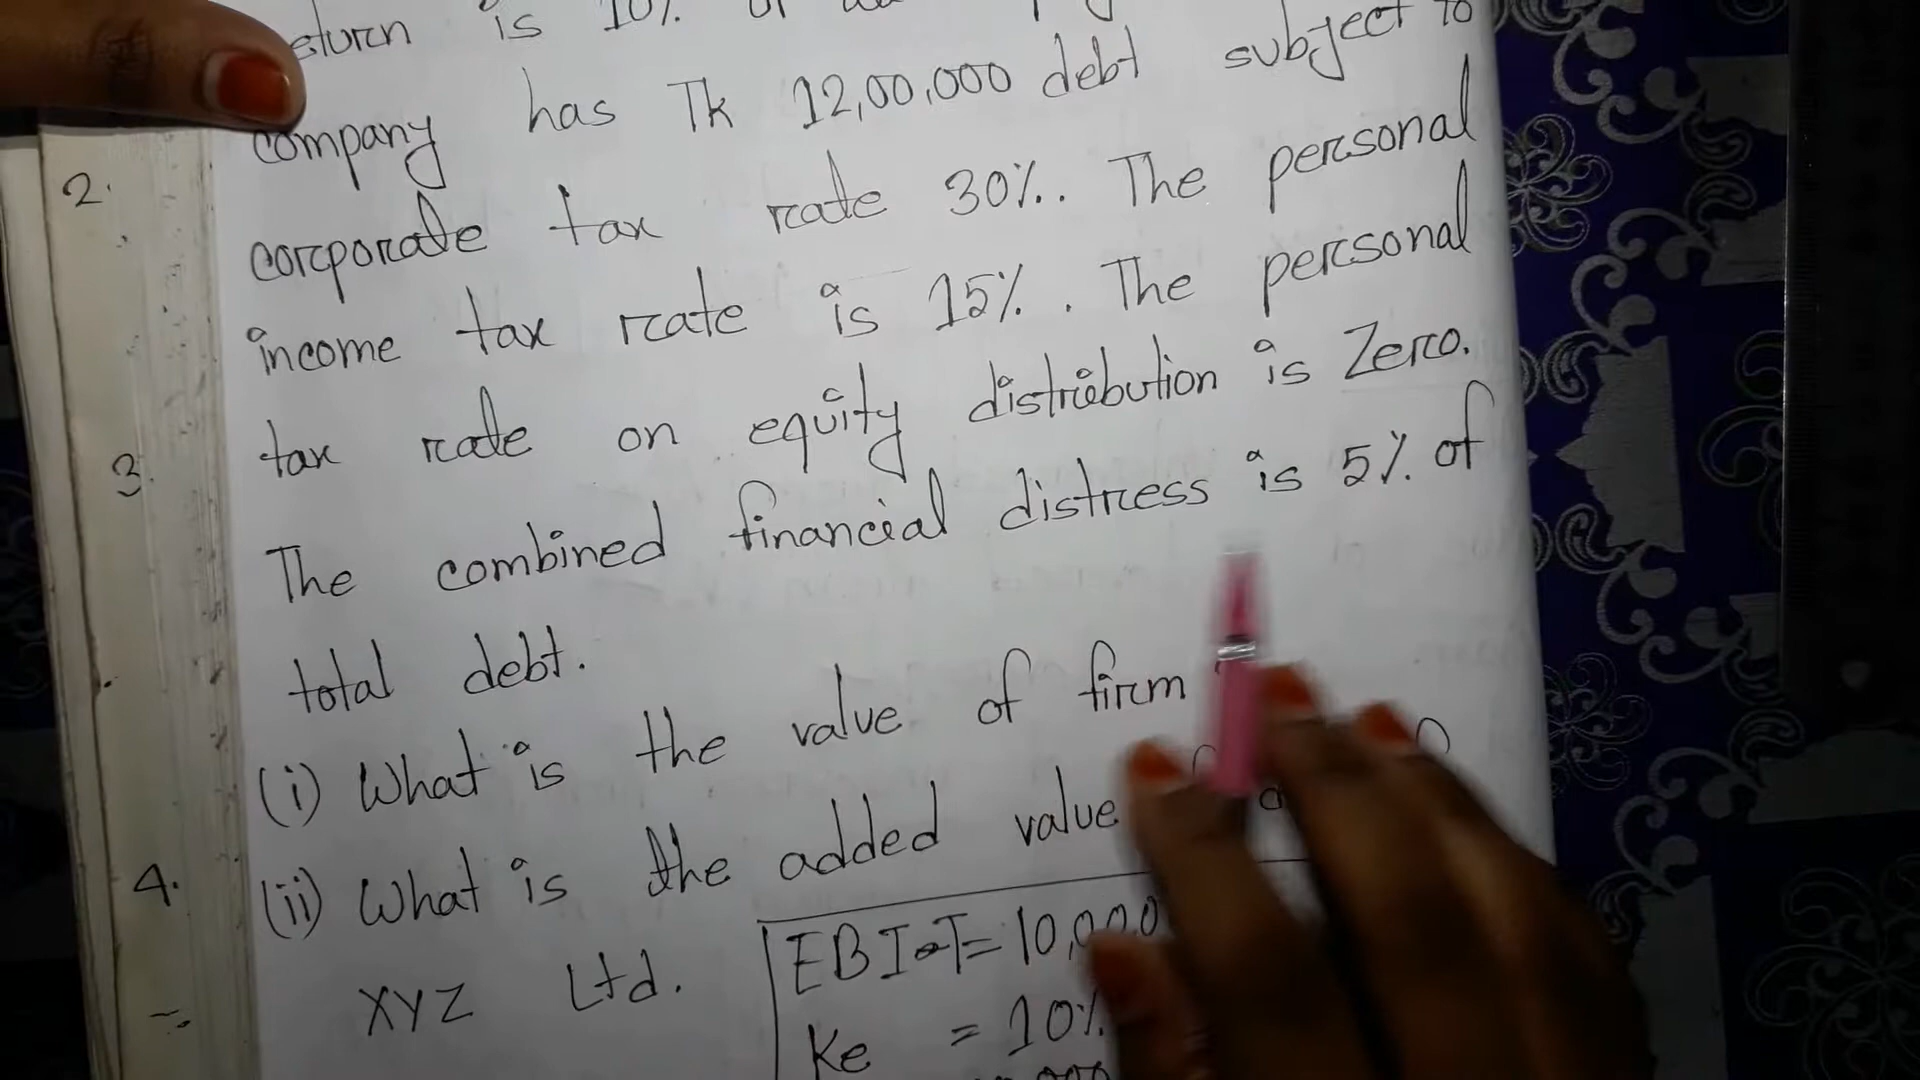 eturn is 10% of
company has Tk 12,00,000 debt subject to
2. corporate tax rate 30%. The personal
income tax rate is 15%. The personal
tax rate on equity distribution is Zero.
3. The combined financial distress is 5% of
total debt.
(i) What is the value of firm
4. (ii) What is the added value
XYZ Ltd. EBIT = 10,000
Ke = 10%